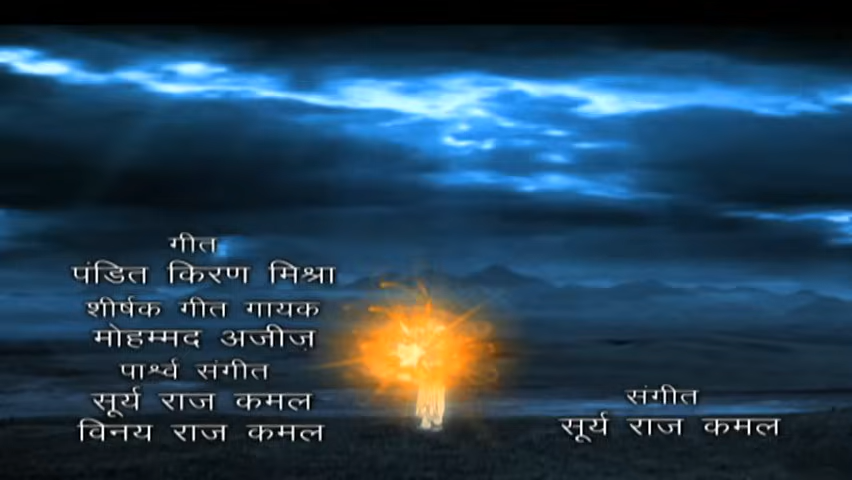 गीत
पंडित किरण मिश्रा
शीर्षक गीत गायक
मोहम्मद अजीज़
पार्श्व संगीत
सूर्य राज कमल
विनय राज कमल
संगीत
सूर्य राज कमल